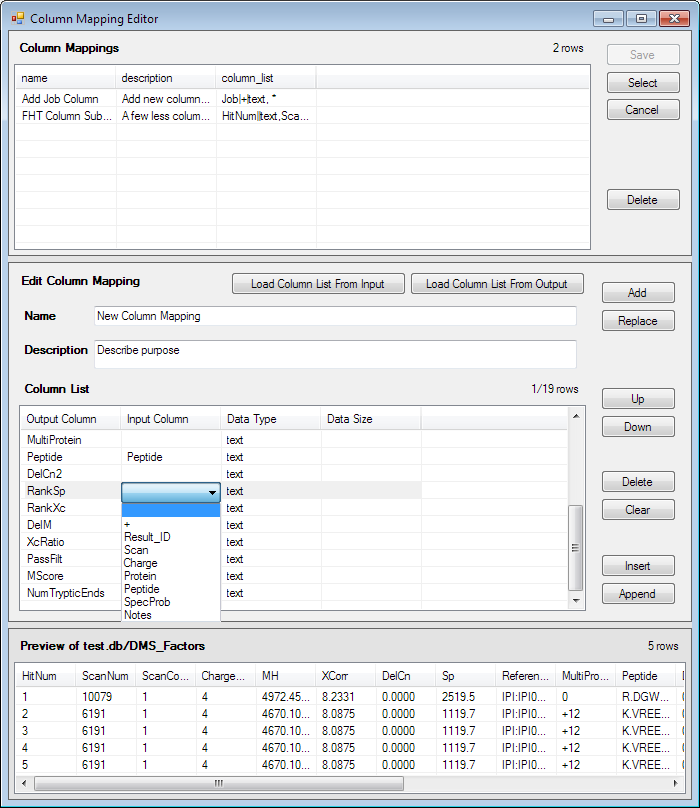 Column Mapping Editor
Column Mappings 2 rows
Save
Select
Cancel
Delete
name description column_list
Add Job Column Add new column... Job|+|text, *
FHT Column Sub... A few less colum... HitNum||text,Sca...
Edit Column Mapping Load Column List From Input Load Column List From Output
Add
Replace
Name New Column Mapping
Description Describe purpose
Column List 1/19 rows
Up
Down
Delete
Clear
Insert
Append
Output Column Input Column Data Type Data Size
MultiProtein text
Peptide Peptide text
DelCn2 text
RankSp text
RankXc text
DelM + text
Result_ID
XcRatio Scan text
PassFilt Charge text
MScore Protein text
NumTrypticEnds Peptide text
SpecProb
Notes
Preview of test.db/DMS_Factors 5 rows
HitNum ScanNum ScanCo... Charge... MH XCorr DelCn Sp Referen... MultiPro... Peptide
1 10079 1 4 4972.45... 8.2331 0.0000 2519.5 IPI:IPI0... 0 R.DGW...
2 6191 1 4 4670.10... 8.0875 0.0000 1119.7 IPI:IPI0... +12 K.VREE...
3 6191 1 4 4670.10... 8.0875 0.0000 1119.7 IPI:IPI0... +12 K.VREE...
4 6191 1 4 4670.10... 8.0875 0.0000 1119.7 IPI:IPI0... +12 K.VREE...
5 6191 1 4 4670.10... 8.0875 0.0000 1119.7 IPI:IPI0... +12 K.VREE...